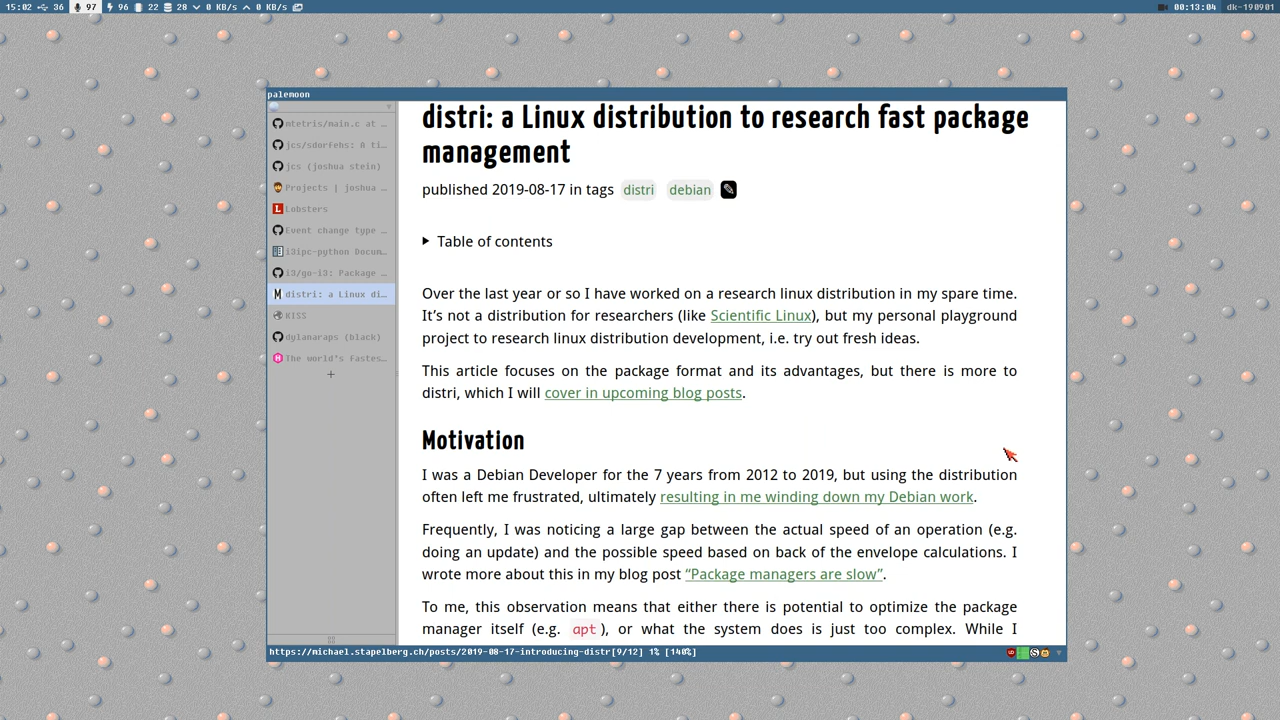 15:02 36 97 96 22 28 0 KB/s 0 KB/s
00:13:04 dk-190901
palemoon
mtetris/main.c at …
jcs/sdorfehs: A ti…
jcs (joshua stein)
Projects | joshua …
Lobsters
Event change type …
i3ipc-python Docum…
i3/go-i3: Package …
distri: a Linux di…
KISS
dylanaraps (black)
The world's fastes…
+
distri: a Linux distribution to research fast package
management
published 2019-08-17 in tags distri debian
Table of contents
Over the last year or so I have worked on a research linux distribution in my spare time.
It’s not a distribution for researchers (like Scientific Linux), but my personal playground
project to research linux distribution development, i.e. try out fresh ideas.
This article focuses on the package format and its advantages, but there is more to
distri, which I will cover in upcoming blog posts.
Motivation
I was a Debian Developer for the 7 years from 2012 to 2019, but using the distribution
often left me frustrated, ultimately resulting in me winding down my Debian work.
Frequently, I was noticing a large gap between the actual speed of an operation (e.g.
doing an update) and the possible speed based on back of the envelope calculations. I
wrote more about this in my blog post “Package managers are slow”.
To me, this observation means that either there is potential to optimize the package
manager itself (e.g. apt), or what the system does is just too complex. While I
https://michael.stapelberg.ch/posts/2019-08-17-introducing-distr[9/12] 1% [140%]